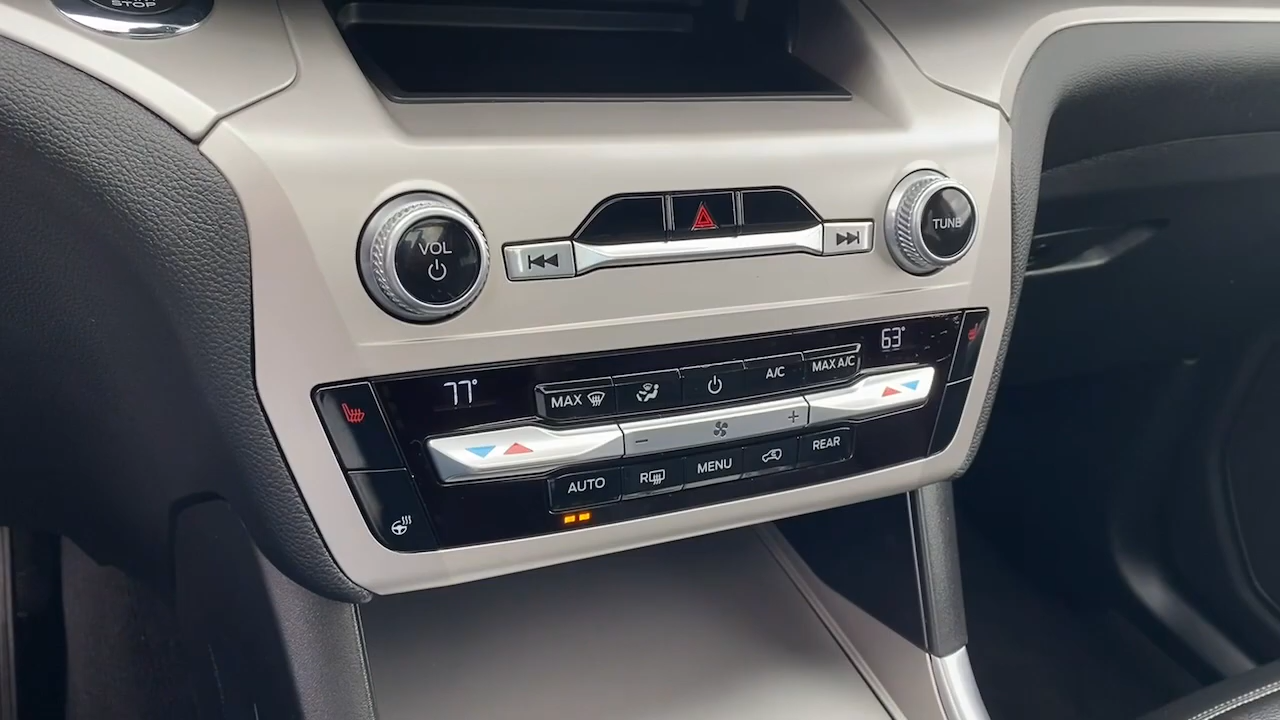 STOP
VOL
TUNE
77°
63°
MAX
A/C
MAX A/C
- +
AUTO
R
MENU
REAR